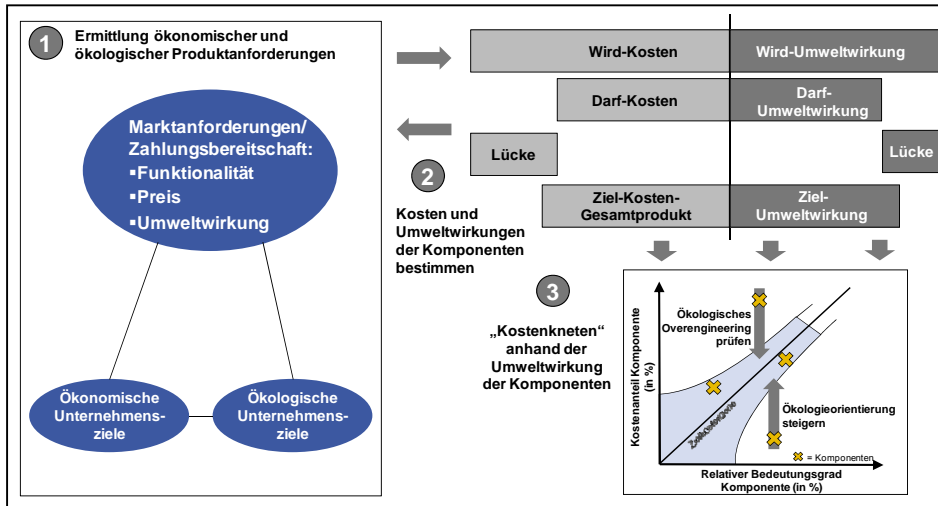 1
Ermittlung ökonomischer und
ökologischer Produktanforderungen
Marktanforderungen/
Zahlungsbereitschaft:
▪Funktionalität
▪Preis
▪Umweltwirkung
Ökonomische
Unternehmens-
ziele
Ökologische
Unternehmens-
ziele
Wird-Kosten
Wird-Umweltwirkung
Darf-Kosten
Darf-
Umweltwirkung
Lücke
Lücke
Ziel-Kosten-
Gesamtprodukt
Ziel-
Umweltwirkung
2
Kosten und
Umweltwirkungen
der Komponenten
bestimmen
3
„Kostenkneten“
anhand der
Umweltwirkung
der Komponenten
Kostenanteil Komponente
(in %)
Ökologisches
Overengineering
prüfen
Ökologieorientierung
steigern
Zielkostenzone
= Komponenten
Relativer Bedeutungsgrad
Komponente (in %)